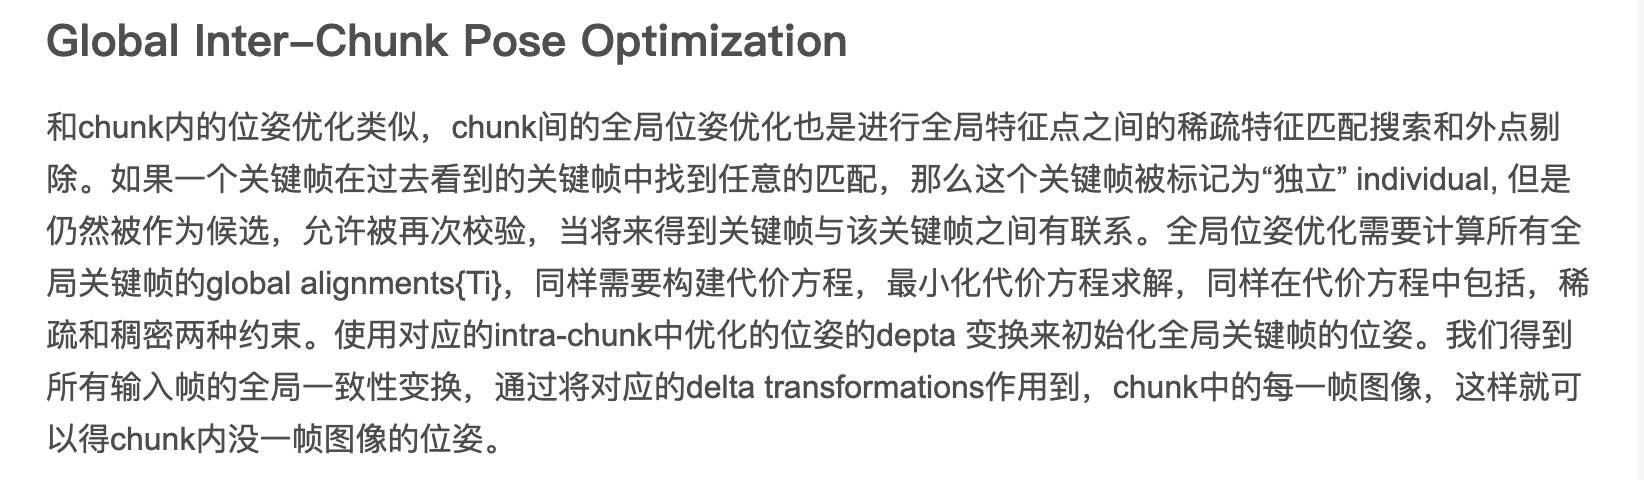 Global Inter–Chunk Pose Optimization
和chunk内的位姿优化类似，chunk间的全局位姿优化也是进行全局特征点之间的稀疏特征匹配搜索和外点剔
除。如果一个关键帧在过去看到的关键帧中找到任意的匹配，那么这个关键帧被标记为“独立” individual, 但是
仍然被作为候选，允许被再次校验，当将来得到关键帧与该关键帧之间有联系。全局位姿优化需要计算所有全
局关键帧的global alignments{Ti}，同样需要构建代价方程，最小化代价方程求解，同样在代价方程中包括，稀
疏和稠密两种约束。使用对应的intra-chunk中优化的位姿的depta 变换来初始化全局关键帧的位姿。我们得到
所有输入帧的全局一致性变换，通过将对应的delta transformations作用到，chunk中的每一帧图像，这样就可
以得chunk内没一帧图像的位姿。